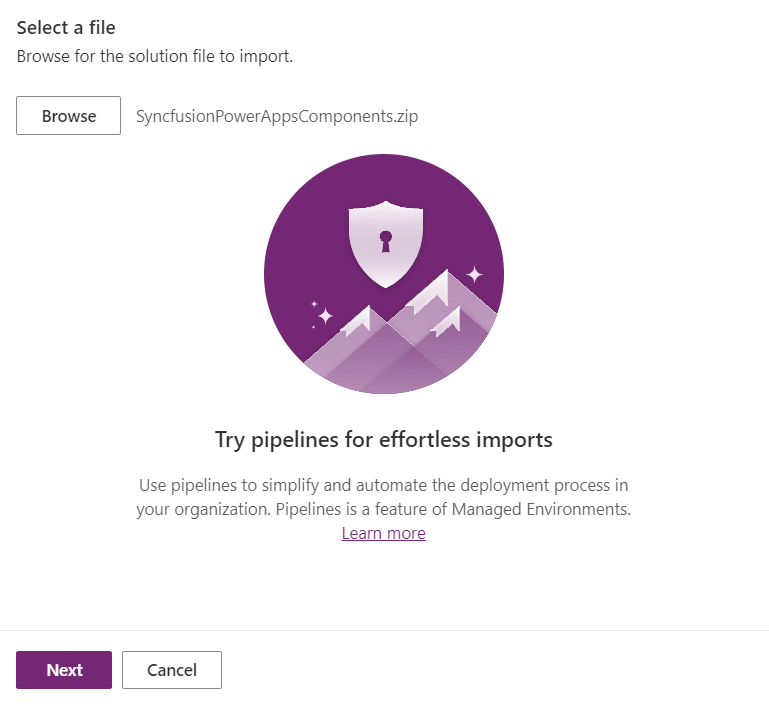 Select a file
Browse for the solution file to import.
Browse SyncfusionPowerAppsComponents.zip
Try pipelines for effortless imports
Use pipelines to simplify and automate the deployment process in
your organization. Pipelines is a feature of Managed Environments.
Learn more
Next Cancel